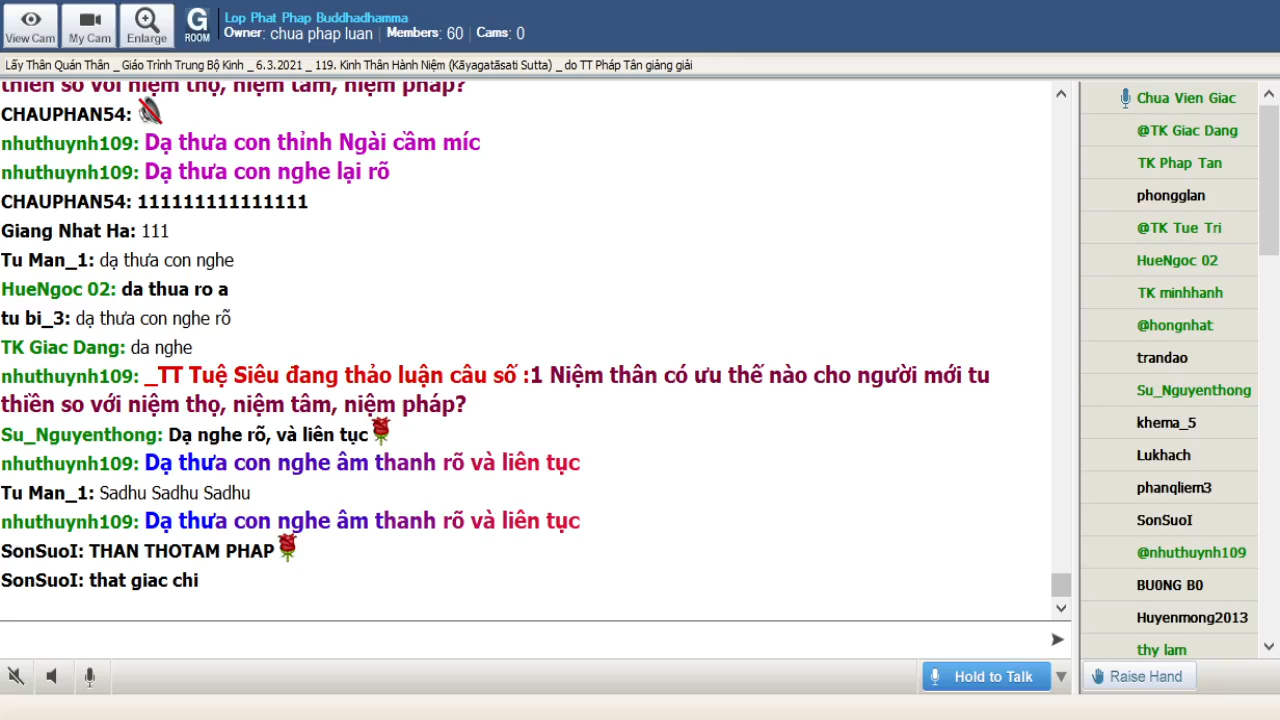 View Cam
My Cam
Enlarge
G
ROOM
Lop Phat Phap Buddhadhamma
Owner: chua phap luan Members: 60 Cams: 0
Lấy Thân Quán Thân _ Giáo Trình Trung Bộ Kinh _ 6.3.2021 _ 119. Kinh Thân Hành Niệm (Kāyagatāsati Sutta) _ do TT Pháp Tân giảng giải
thiền so với niệm thọ, niệm tâm, niệm pháp?
CHAUPHAN54:
nhuthuynh109: Dạ thưa con thỉnh Ngài cầm míc
nhuthuynh109: Dạ thưa con nghe lại rõ
CHAUPHAN54: 111111111111111
Giang Nhat Ha: 111
Tu Man_1: dạ thưa con nghe
HueNgoc 02: da thua ro a
tu bi_3: dạ thưa con nghe rõ
TK Giac Dang: da nghe
nhuthuynh109: _TT Tuệ Siêu đang thảo luận câu số :1 Niệm thân có ưu thế nào cho người mới tu
thiền so với niệm thọ, niệm tâm, niệm pháp?
Su_Nguyenthong: Dạ nghe rõ, và liên tục
nhuthuynh109: Dạ thưa con nghe âm thanh rõ và liên tục
Tu Man_1: Sadhu Sadhu Sadhu
nhuthuynh109: Dạ thưa con nghe âm thanh rõ và liên tục
SonSuoI: THAN THOTAM PHAP
SonSuoI: that giac chi
Chua Vien Giac
@TK Giac Dang
TK Phap Tan
phongglan
@TK Tue Tri
HueNgoc 02
TK minhhanh
@hongnhat
trandao
Su_Nguyenthong
khema_5
Lukhach
phanqliem3
SonSuoI
@nhuthuynh109
BU0NG B0
Huyenmong2013
thy lam
Hold to Talk
Raise Hand